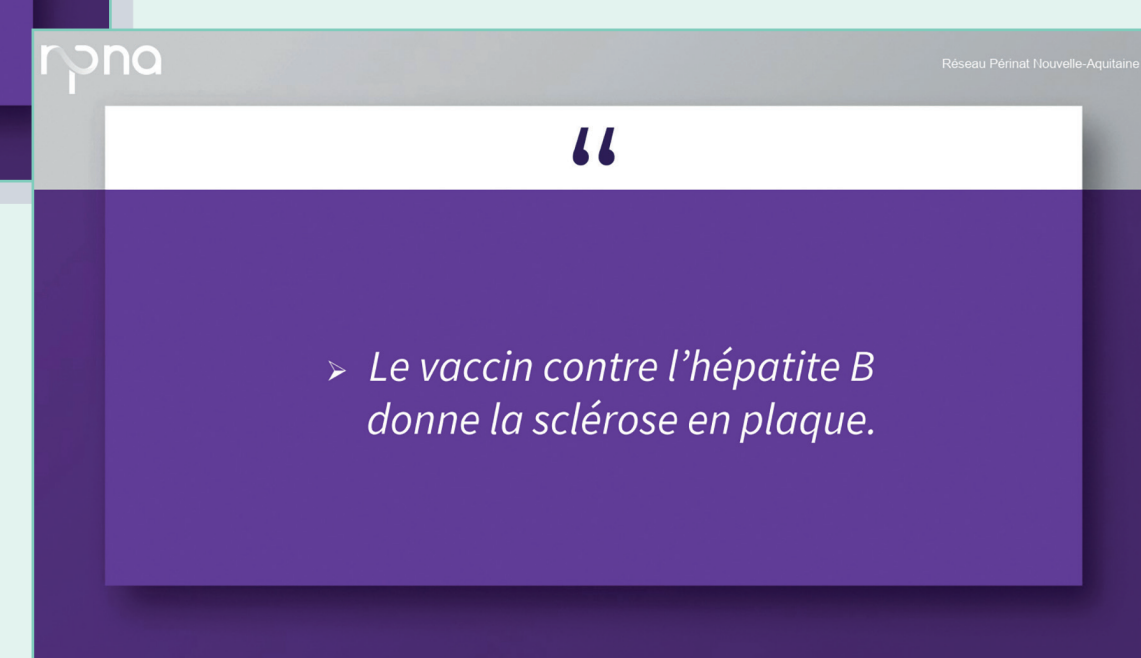 rpna
Réseau Périnat Nouvelle-Aquitaine
“
➢ Le vaccin contre l’hépatite B
donne la sclérose en plaque.